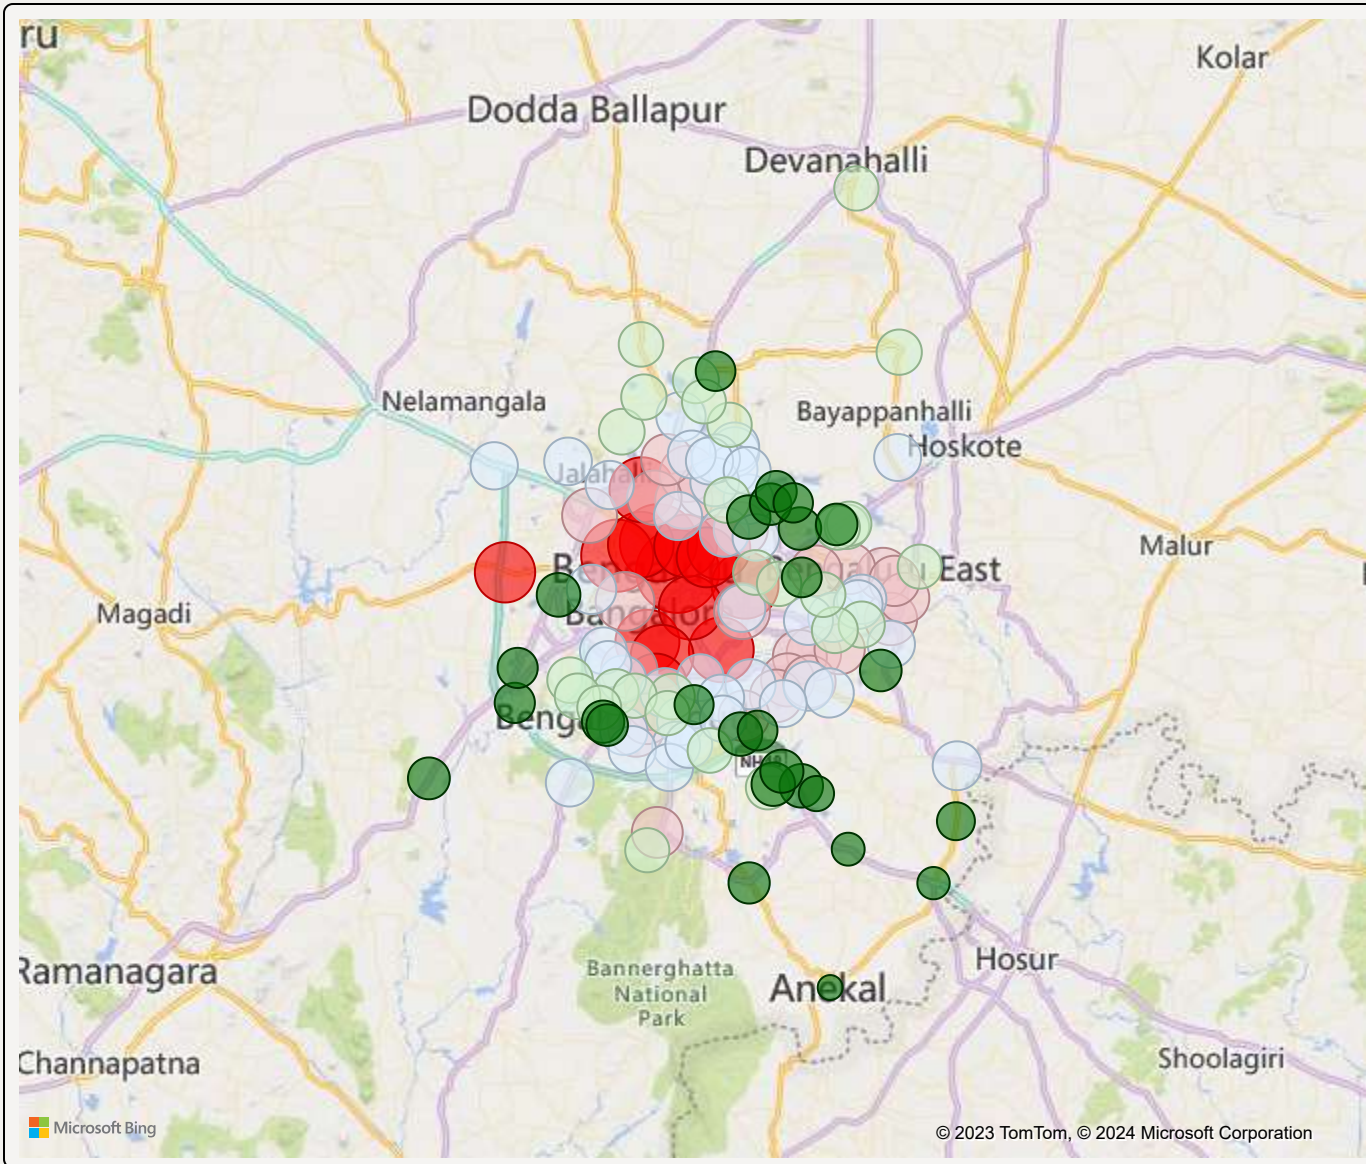 ru
Kolar
Dodda Ballapur
Devanahalli
Nelamangala
Bayappanhalli
Hoskote
Jalahalli
Malur
East
Magadi
Bangalore
Hosur
Bannerghatta
National
Park
Anekal
Ramanagara
Channapatna
Shoolagiri
Microsoft Bing
© 2023 TomTom, © 2024 Microsoft Corporation